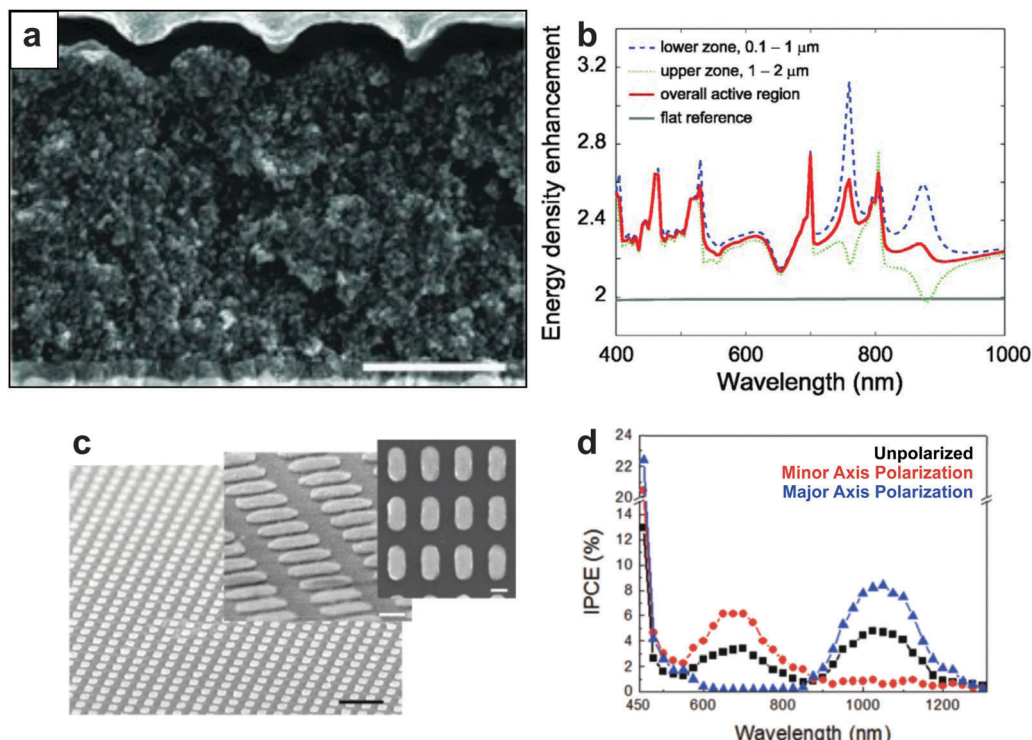 a
b
Energy density enhancement
3.2
2.8
2.4
2
lower zone, 0.1 – 1 μm
upper zone, 1 – 2 μm
overall active region
flat reference
400
600
800
1000
Wavelength (nm)
c
d
IPCE (%)
24
22
20
14
12
10
8
6
4
2
0
Unpolarized
Minor Axis Polarization
Major Axis Polarization
450
600
800
1000
1200
Wavelength (nm)